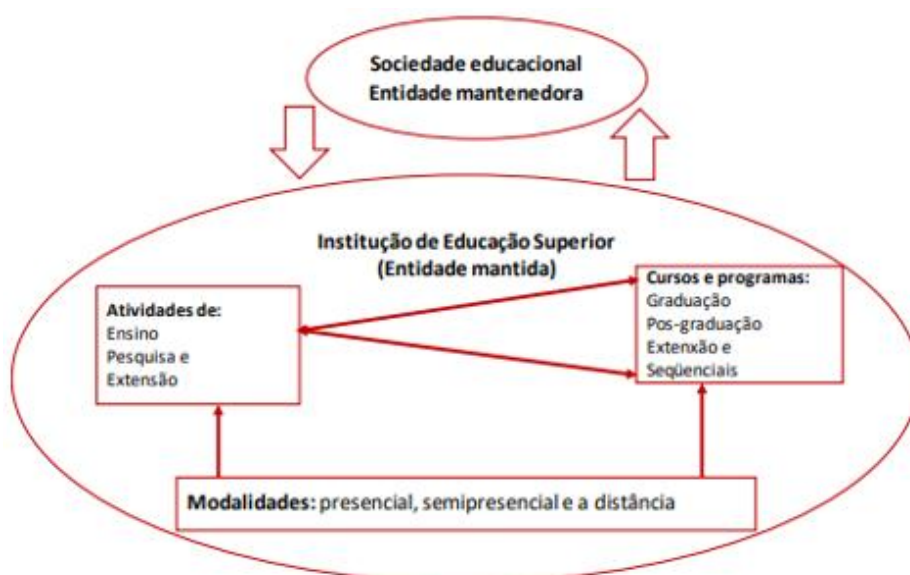 Sociedade educacional
Entidade mantenedora
Institução de Educação Superior
(Entidade mantida)
Atividades de:
Ensino
Pesquisa e
Extensão
Cursos e programas:
Graduação
Pos-graduação
Extenxão e
Seqüenciais
Modalidades: presencial, semipresencial e a distância